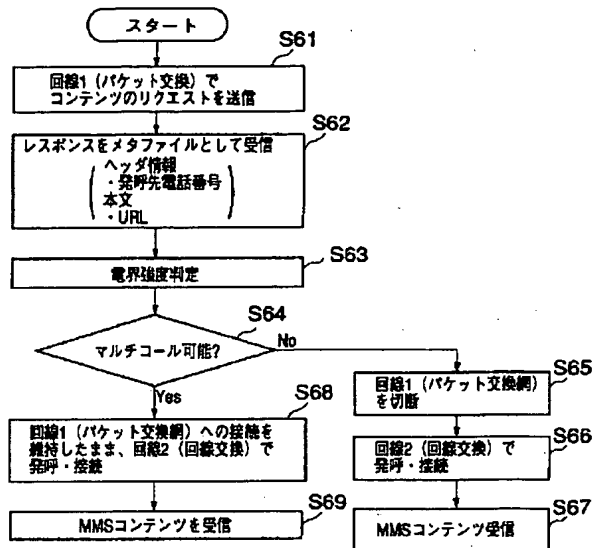 スタート
S61
回線1（パケット交換）で
コンテンツのリクエストを送信
S62
レスポンスをメタファイルとして受信
ヘッダ情報
・発呼先電話番号
本文
・URL
S63
電界強度判定
S64
マルチコール可能?
No
Yes
S65
回線1（パケット交換網）
を切断
S68
回線1（パケット交換網）への接続を
維持したまま、回線2（回線交換）で
発呼・接続
S66
回線2（回線交換）で
発呼・接続
S69
MMSコンテンツを受信
S67
MMSコンテンツ受信